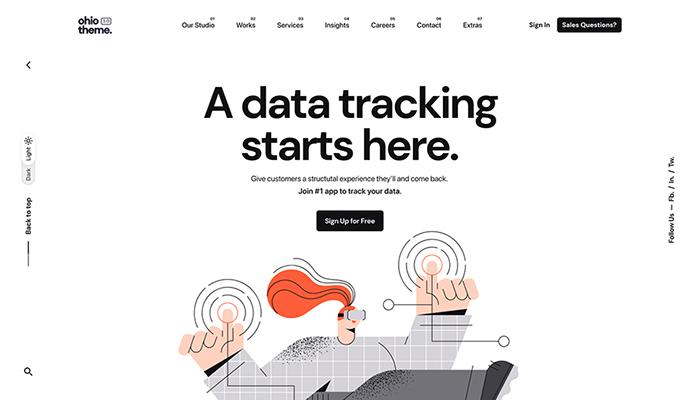 ohio 3.0
theme.
Our Studio 01
Works 02
Services 03
Insights 04
Careers 05
Contact 06
Extras 07
Sign In
Sales Questions?
A data tracking
starts here.
Give customers a structutal experience they'll and come back.
Join #1 app to track your data.
Sign Up for Free
Light
Dark
Back to top
Follow Us — Fb. / In. / Tw.